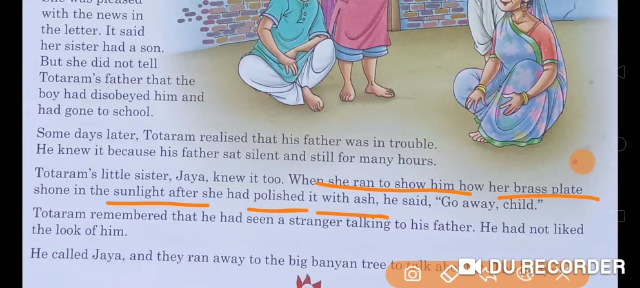 with the news in
the letter. It said
her sister had a son.
But she did not tell
Totaram's father that the
boy had disobeyed him and
had gone to school.
Some days later, Totaram realised that his father was in trouble.
He knew it because his father sat silent and still for many hours.
Totaram's little sister, Jaya, knew it too. When she ran to show him how her brass plate
shone in the sunlight after she had polished it with ash, he said, "Go away, child."
Totaram remembered that he had seen a stranger talking to his father. He had not liked
the look of him.
He called Jaya, and they ran away to the big banyan tree to talk
DU RECORDER